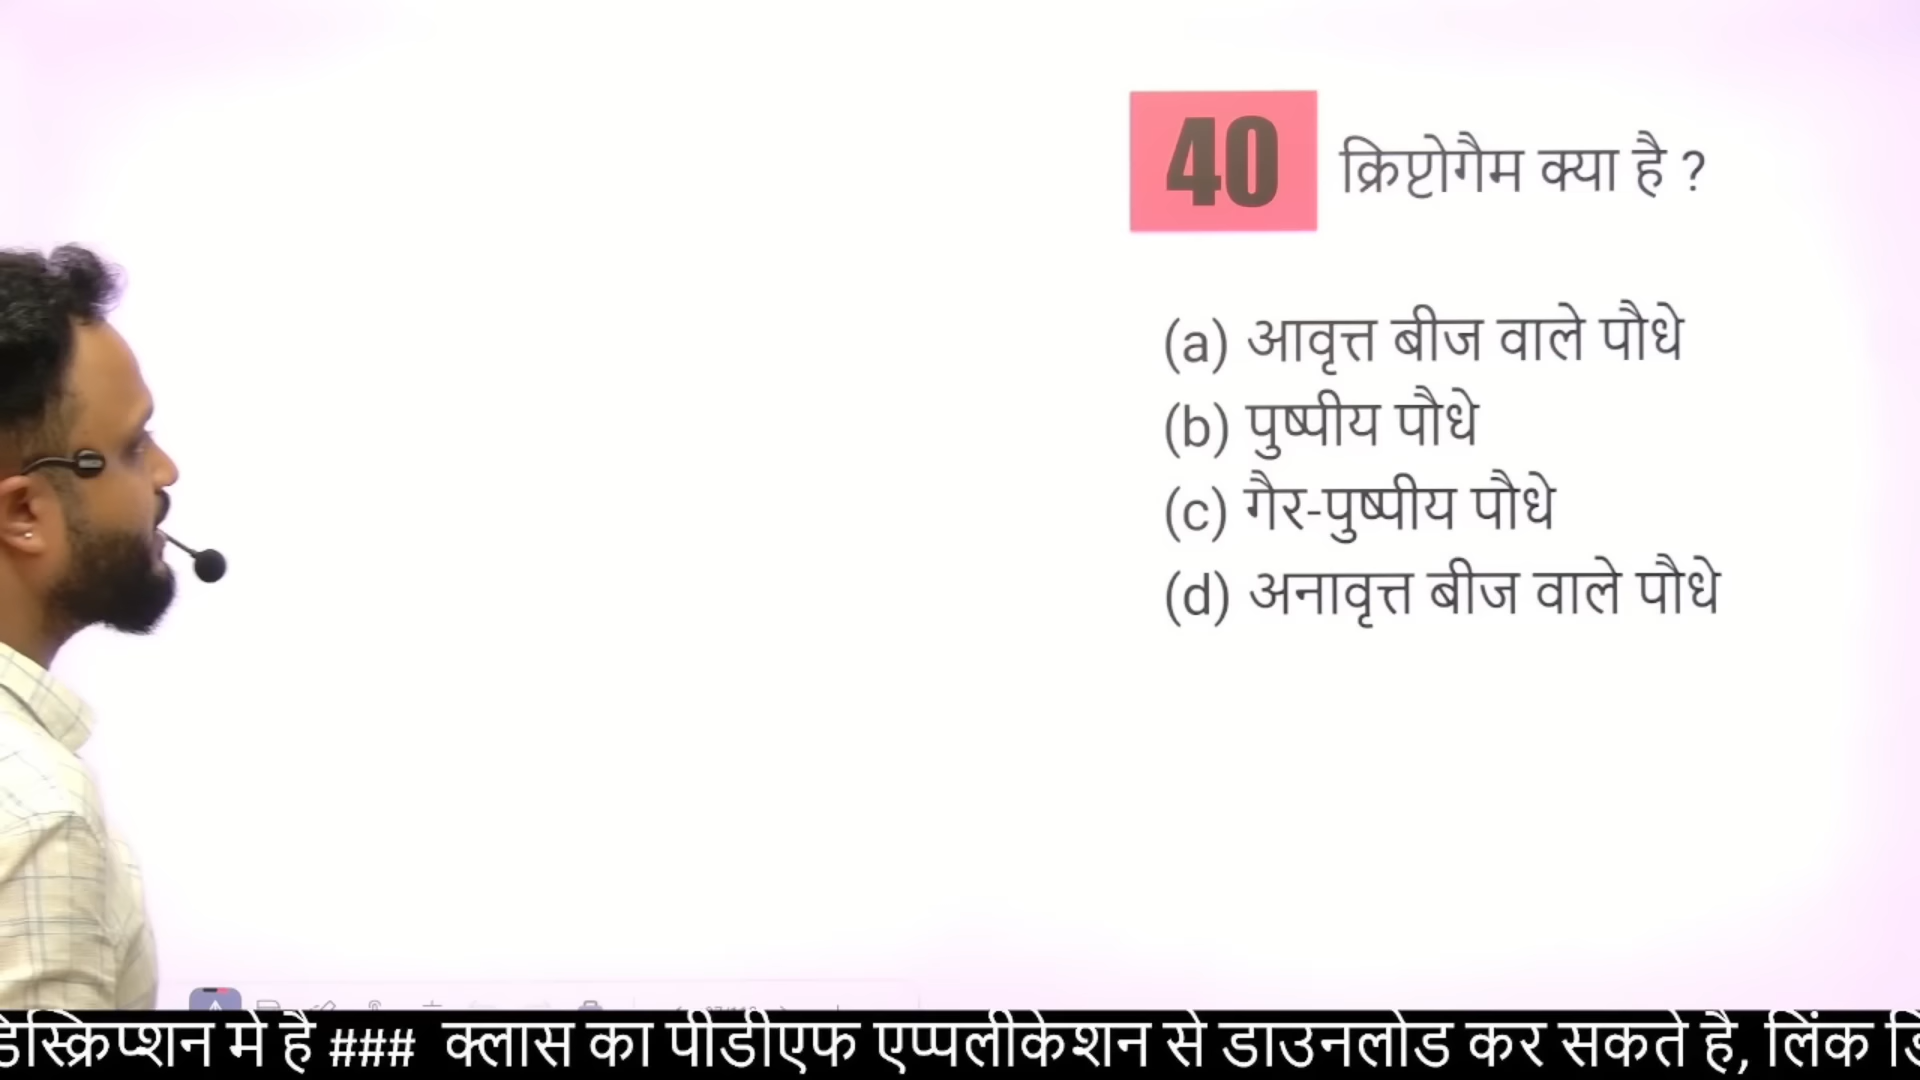 40 क्रिप्टोगैम क्या है ?
(a) आवृत्त बीज वाले पौधे
(b) पुष्पीय पौधे
(c) गैर-पुष्पीय पौधे
(d) अनावृत्त बीज वाले पौधे
डिस्क्रिप्शन में है ### क्लास का पीडीएफ एप्पलीकेशन से डाउनलोड कर सकते है, लिंक